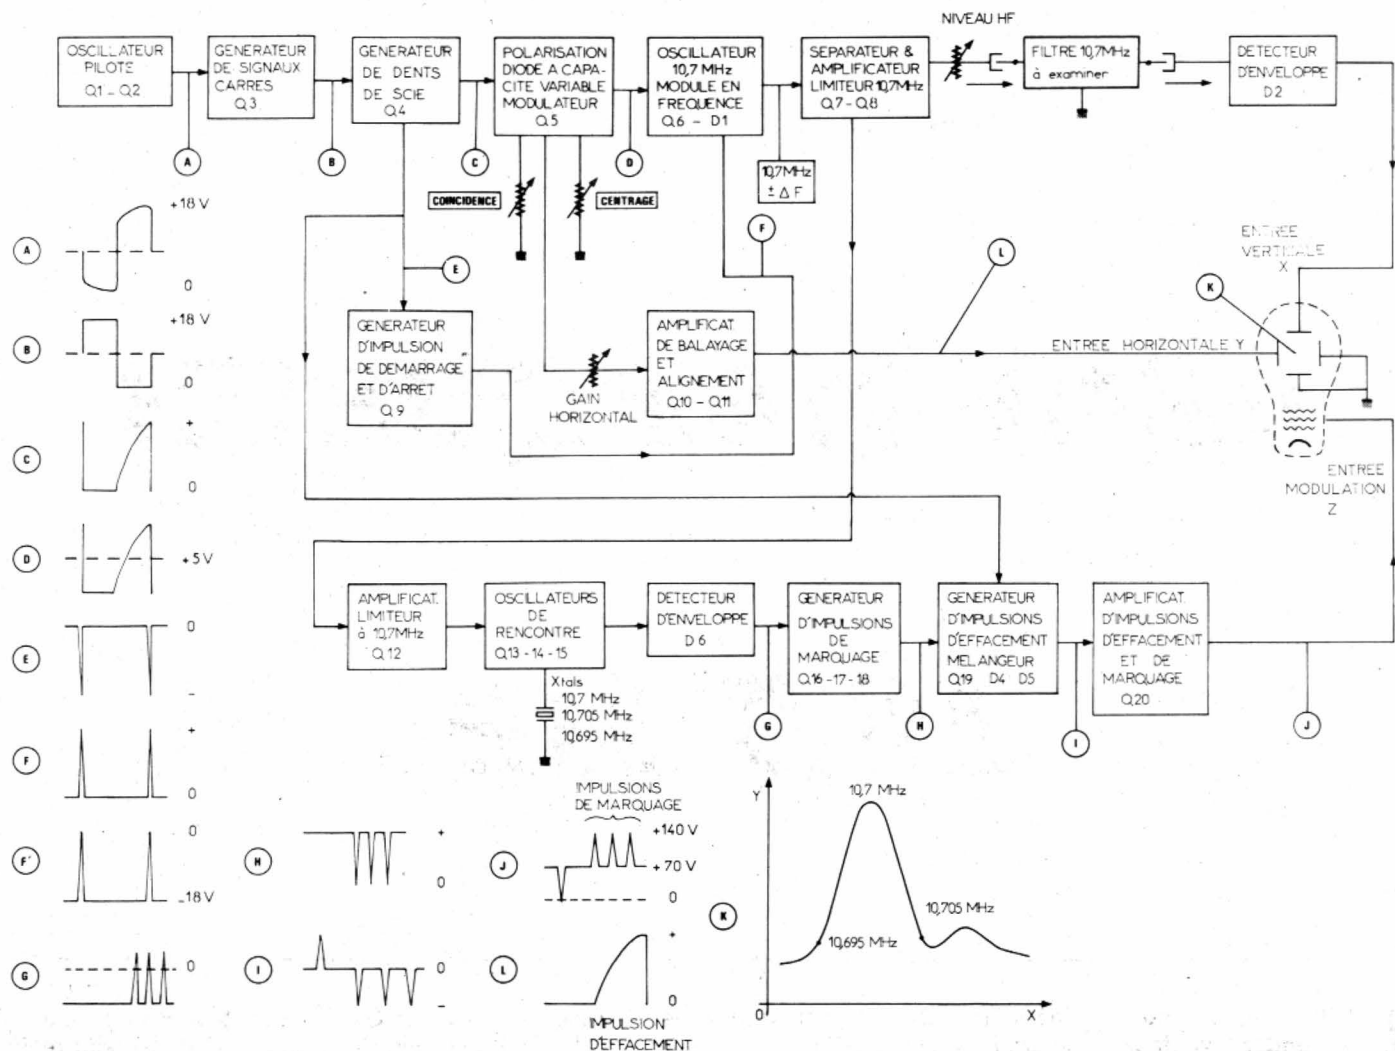 NIVEAU HF
OSCILLATEUR
PILOTE
Q1 - Q2
GENERATEUR
DE SIGNAUX
CARRES
Q3
GENERATEUR
DE DENTS
DE SCIE
Q4
POLARISATION
DIODE A CAPA-
CITE VARIABLE
MODULATEUR
Q5
OSCILLATEUR
10,7 MHz
MODULE EN
FREQUENCE
Q6 - D1
SEPARATEUR &
AMPLIFICATEUR
LIMITEUR 10,7MHz
Q7 - Q8
FILTRE 10,7MHz
à examiner
DETECTEUR
D'ENVELOPPE
D2
A
B
C
D
COINCIDENCE
CENTRAGE
10,7MHz
± ΔF
F
E
L
K
ENTREE
VERTICALE
X
GENERATEUR
D'IMPULSION
DE DEMARRAGE
ET D'ARRET
Q9
GAIN
HORIZONTAL
AMPLIFICAT.
DE BALAYAGE
ET
ALIGNEMENT
Q10 - Q11
ENTREE HORIZONTALE Y
ENTREE
MODULATION
Z
A
+18 V
0
B
+18 V
0
C
+
0
D
+5V
E
0
-
F
+
0
F'
0
-18 V
G
0
AMPLIFICAT.
LIMITEUR
à 10,7MHz
Q12
OSCILLATEURS
DE
RENCONTRE
Q13 - 14 - 15
Xtals
10,7 MHz
10,705 MHz
10,695 MHz
DETECTEUR
D'ENVELOPPE
D6
GENERATEUR
D'IMPULSIONS
DE
MARQUAGE
Q16 - 17 - 18
GENERATEUR
D'IMPULSIONS
D'EFFACEMENT
MELANGEUR
Q19 D4 D5
AMPLIFICAT.
D'IMPULSIONS
D'EFFACEMENT
ET DE
MARQUAGE
Q20
G
H
I
J
H
+
0
I
0
-
IMPULSIONS
DE MARQUAGE
J
+140 V
+70 V
0
L
+
0
IMPULSION
D'EFFACEMENT
K
Y
10,7 MHz
10,705 MHz
10,695 MHz
0
X